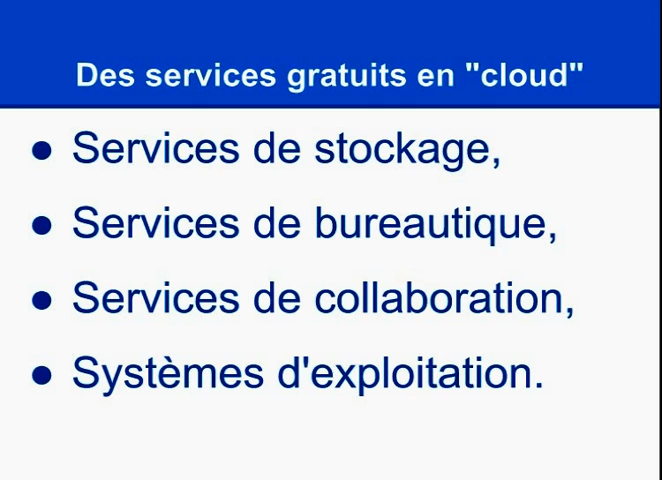 Des services gratuits en "cloud"
● Services de stockage,
● Services de bureautique,
● Services de collaboration,
● Systèmes d'exploitation.